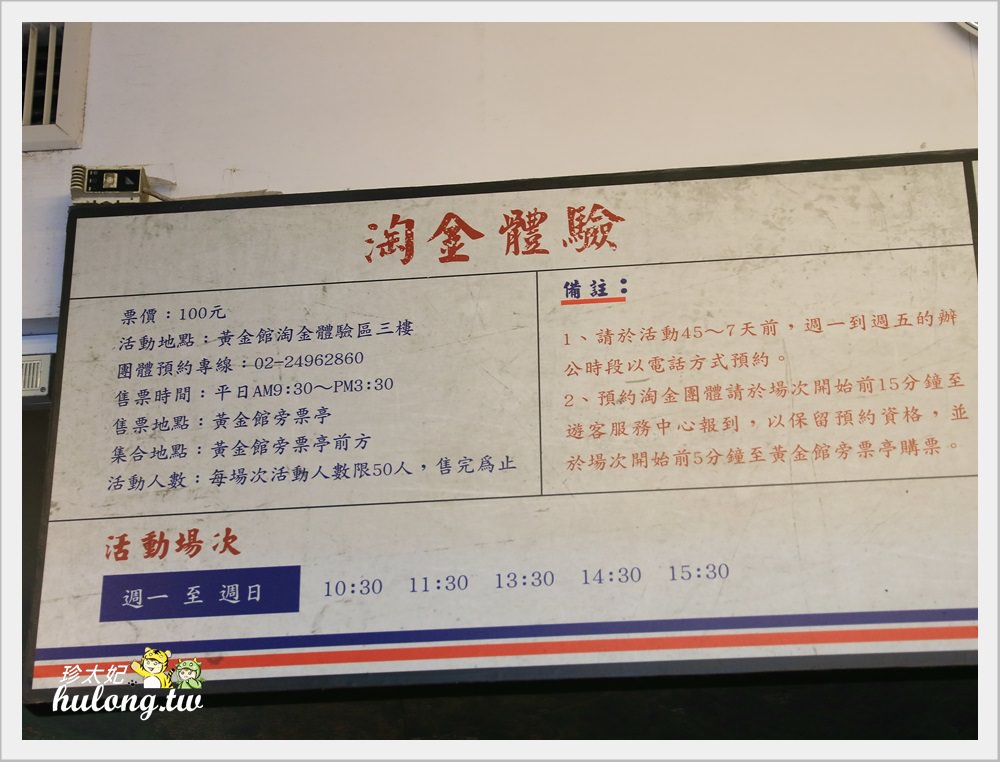 淘金體驗
票價：100元
活動地點：黃金館淘金體驗區三樓
團體預約專線：02-24962860
售票時間：平日AM9:30～PM3:30
售票地點：黃金館旁票亭
集合地點：黃金館旁票亭前方
活動人數：每場次活動人數限50人，售完爲止
備註：
1、請於活動45～7天前，週一到週五的辦
公時段以電話方式預約。
2、預約淘金團體請於場次開始前15分鐘至
遊客服務中心報到，以保留預約資格，並
於場次開始前5分鐘至黃金館旁票亭購票。
活動場次
週一 至 週日 10:30 11:30 13:30 14:30 15:30
珍太妃
hulong.tw